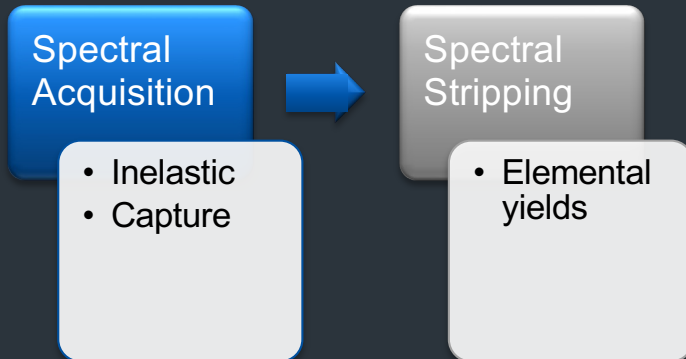 Spectral
Acquisition
• Inelastic
• Capture
Spectral
Stripping
• Elemental
yields